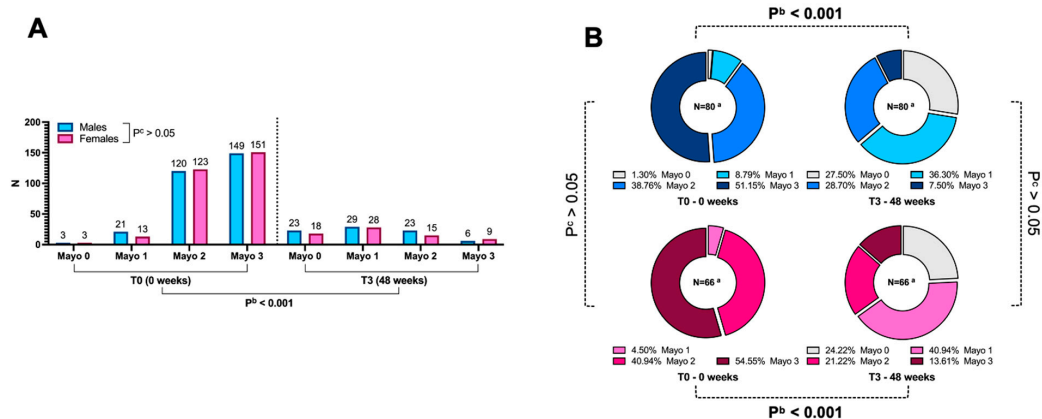 A
200
150
100
50
0
N
Males
Females
Pᶜ > 0.05
3 3 21 13 120 123 149 151 23 18 29 28 23 15 6 9
Mayo 0 Mayo 1 Mayo 2 Mayo 3 Mayo 0 Mayo 1 Mayo 2 Mayo 3
T0 (0 weeks) T3 (48 weeks)
Pᵇ < 0.001
B
Pᵇ < 0.001
Pᶜ > 0.05
N=80 ᵃ N=80 ᵃ
1.30% Mayo 0 8.79% Mayo 1 27.50% Mayo 0 36.30% Mayo 1
38.76% Mayo 2 51.15% Mayo 3 28.70% Mayo 2 7.50% Mayo 3
T0 - 0 weeks T3 - 48 weeks
Pᶜ > 0.05
N=66 ᵃ N=66 ᵃ
4.50% Mayo 1 24.22% Mayo 0 40.94% Mayo 1
40.94% Mayo 2 54.55% Mayo 3 21.22% Mayo 2 13.61% Mayo 3
T0 - 0 weeks T3 - 48 weeks
Pᵇ < 0.001